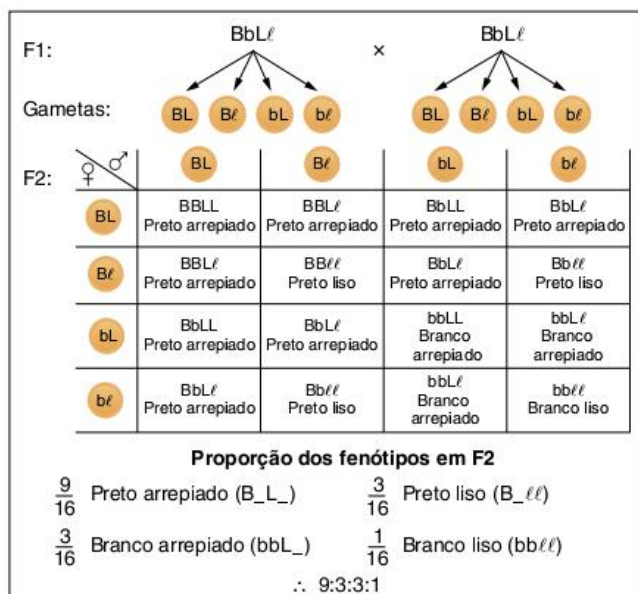 F1: BbLℓ × BbLℓ
Gametas: BL Bℓ bL bℓ BL Bℓ bL bℓ
F2: ♀ ♂ BL Bℓ bL bℓ
BL BBLL BBLℓ BbLL BbLℓ
Preto arrepiado Preto arrepiado Preto arrepiado Preto arrepiado
Bℓ BBLℓ BBℓℓ BbLℓ Bbℓℓ
Preto arrepiado Preto liso Preto arrepiado Preto liso
bL BbLL BbLℓ bbLL bbLℓ
Preto arrepiado Preto arrepiado Branco arrepiado Branco arrepiado
bℓ BbLℓ Bbℓℓ bbLℓ bbℓℓ
Preto arrepiado Preto liso Branco arrepiado Branco liso
Proporção dos fenótipos em F2
9/16 Preto arrepiado (B_L_) 3/16 Preto liso (B_ℓℓ)
3/16 Branco arrepiado (bbL_) 1/16 Branco liso (bbℓℓ)
∴ 9:3:3:1